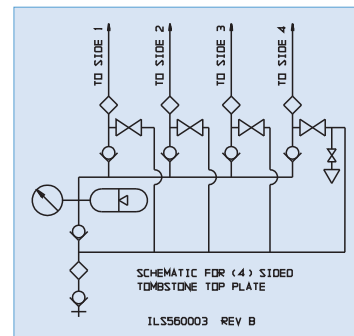 TO SIDE 1
TO SIDE 2
TO SIDE 3
TO SIDE 4
SCHEMATIC FOR (4) SIDED
TOMBSTONE TOP PLATE
ILS560003 REV B